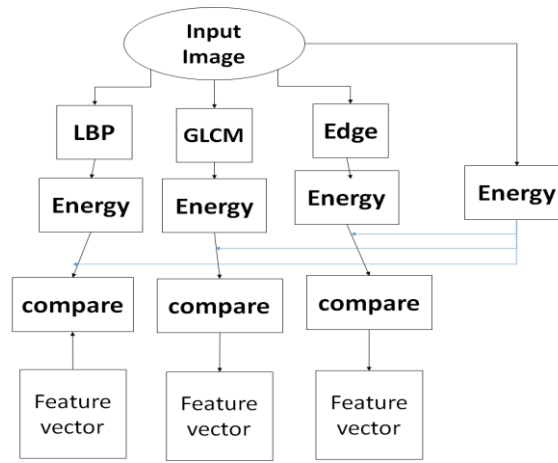 Input
Image
LBP
GLCM
Edge
Energy
Energy
Energy
Energy
compare
compare
compare
Feature
vector
Feature
vector
Feature
vector